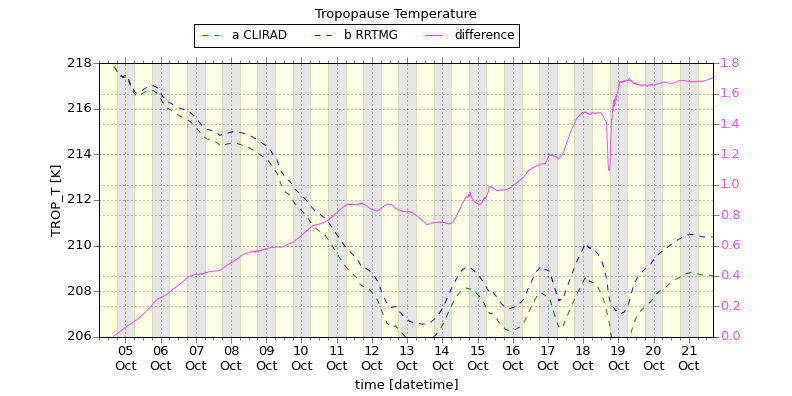 Tropopause Temperature
a CLIRAD b RRTMG difference
218
216
214
212
210
208
206
TROP_T [K]
1.8
1.6
1.4
1.2
1.0
0.8
0.6
0.4
0.2
0.0
05 06 07 08 09 10 11 12 13 14 15 16 17 18 19 20 21
Oct Oct Oct Oct Oct Oct Oct Oct Oct Oct Oct Oct Oct Oct Oct Oct Oct
time [datetime]